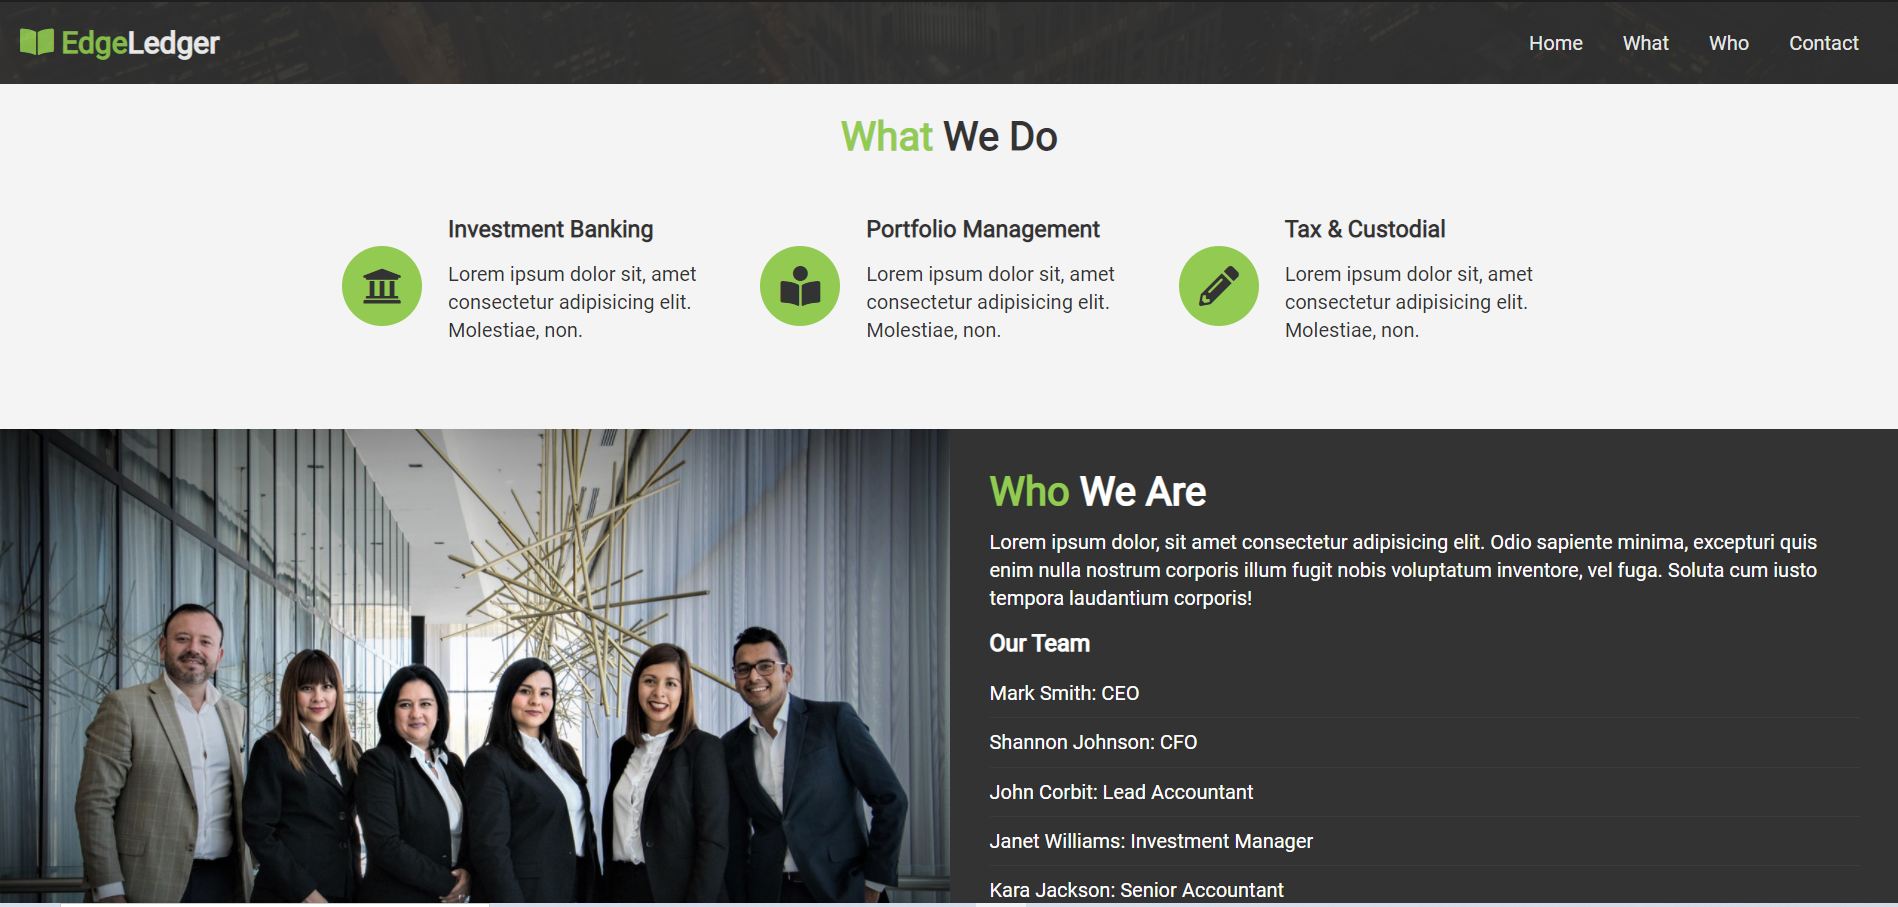 EdgeLedger
Home What Who Contact
What We Do
Investment Banking
Lorem ipsum dolor sit, amet
consectetur adipisicing elit.
Molestiae, non.
Portfolio Management
Lorem ipsum dolor sit, amet
consectetur adipisicing elit.
Molestiae, non.
Tax & Custodial
Lorem ipsum dolor sit, amet
consectetur adipisicing elit.
Molestiae, non.
Who We Are
Lorem ipsum dolor, sit amet consectetur adipisicing elit. Odio sapiente minima, excepturi quis
enim nulla nostrum corporis illum fugit nobis voluptatum inventore, vel fuga. Soluta cum iusto
tempora laudantium corporis!
Our Team
Mark Smith: CEO
Shannon Johnson: CFO
John Corbit: Lead Accountant
Janet Williams: Investment Manager
Kara Jackson: Senior Accountant